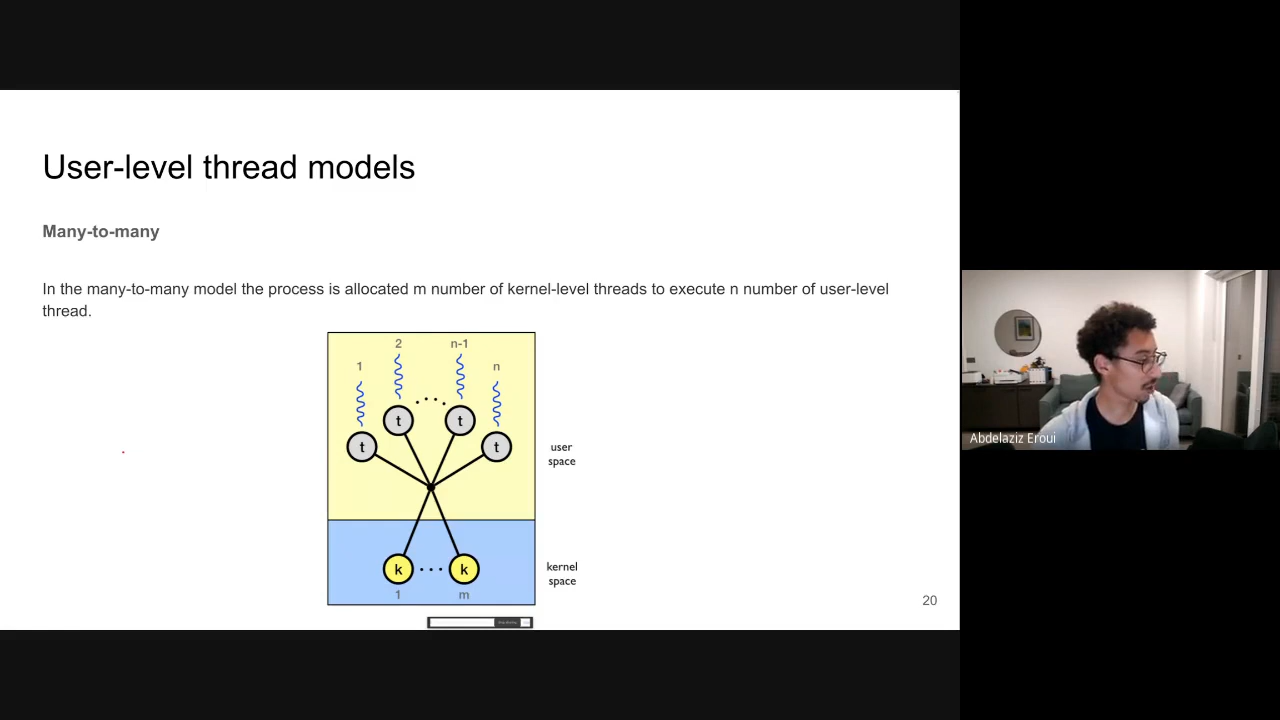 User-level thread models
Many-to-many
In the many-to-many model the process is allocated m number of kernel-level threads to execute n number of user-level
thread.
1
2
n-1
n
t
t
t
t
user
space
k
k
1
m
kernel
space
20
Abdelaziz Eroui